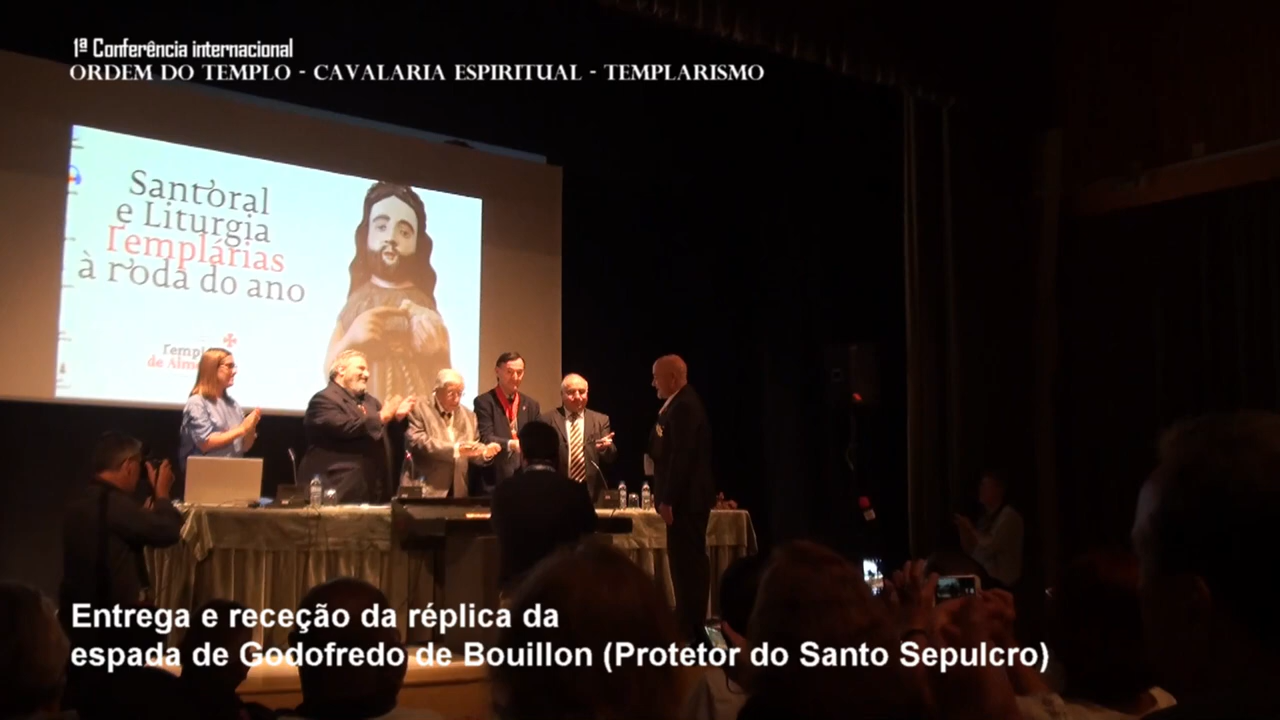 1ª Conferência internacional
ORDEM DO TEMPLO - CAVALARIA ESPIRITUAL - TEMPLARISMO
Santoral
e Liturgia
Templárias
à roda do ano
de
Entrega e receção da réplica da
espada de Godofredo de Bouillon (Protetor do Santo Sepulcro)